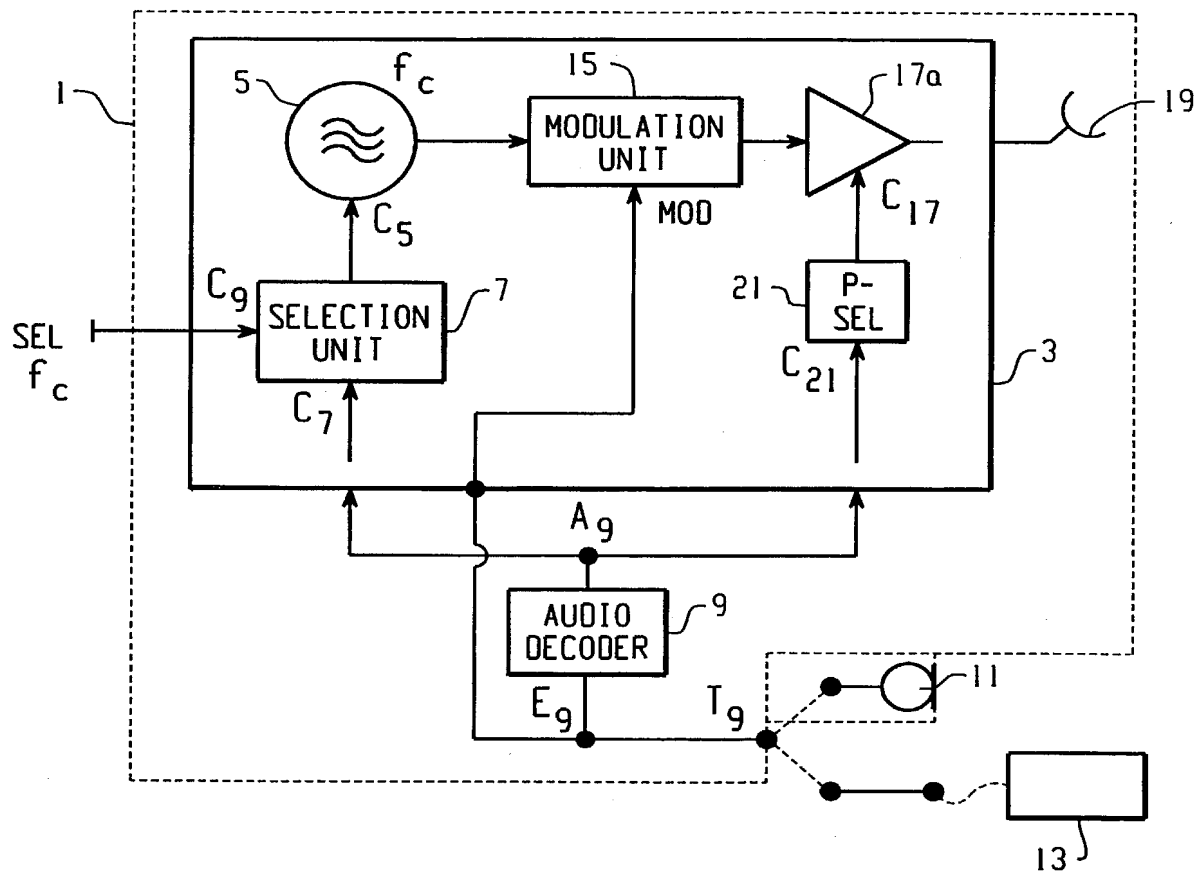 1
5
f c
15
17a
19
MODULATION
UNIT
C 5
MOD
C 17
C 9
SELECTION
UNIT
7
21
P-
SEL
SEL
f c
C 7
C 21
3
A 9
AUDIO
DECODER
9
E 9
T 9
11
13